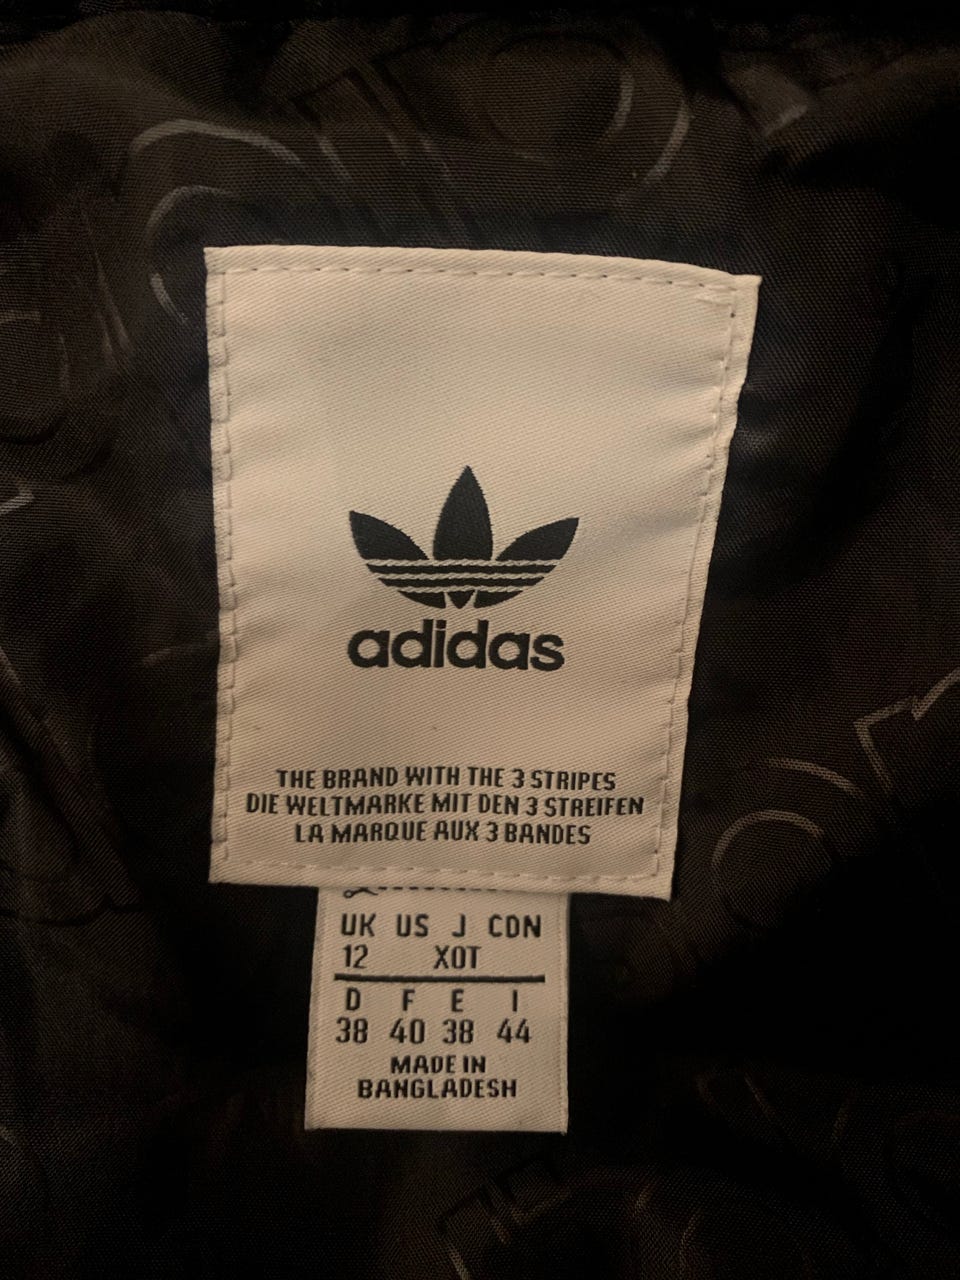 adidas
THE BRAND WITH THE 3 STRIPES
DIE WELTMARKE MIT DEN 3 STREIFEN
LA MARQUE AUX 3 BANDES
UK US J CDN
12 XOT
D F E I
38 40 38 44
MADE IN
BANGLADESH